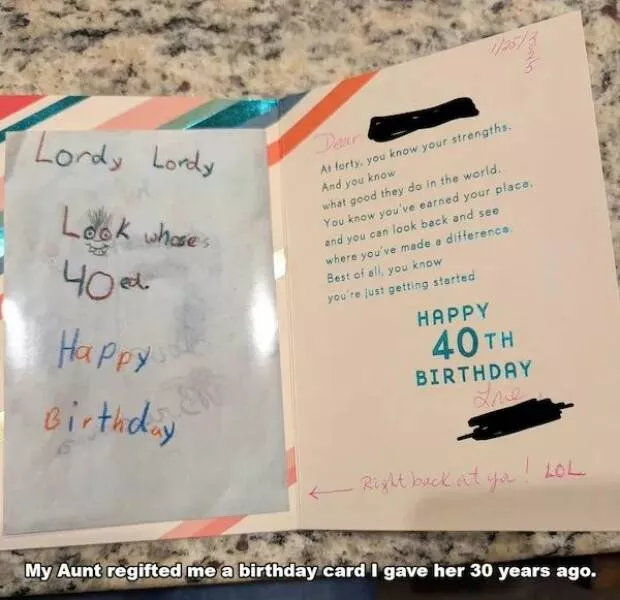 Lordy Lordy
Look whoses
40 ed.
Happy
Birthday
1/25/
Dear
At forty, you know your strengths.
And you know
what good they do in the world.
You know you've earned your place,
and you can look back and see
where you've made a difference.
Best of all, you know
you're just getting started
HAPPY
40TH
BIRTHDAY
Love,
← Right back at ya! LOL
My Aunt regifted me a birthday card I gave her 30 years ago.